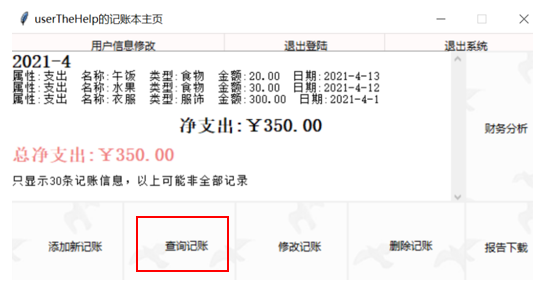 userTheHelp的记账本主页
用户信息修改 退出登陆 退出系统
2021-4
属性:支出 名称:午饭 类型:食物 金额:20.00 日期:2021-4-13
属性:支出 名称:水果 类型:食物 金额:30.00 日期:2021-4-12
属性:支出 名称:衣服 类型:服饰 金额:300.00 日期:2021-4-1
净支出:￥350.00
总净支出:￥350.00
只显示30条记账信息，以上可能非全部记录
财务分析
添加新记账 查询记账 修改记账 删除记账 报告下载